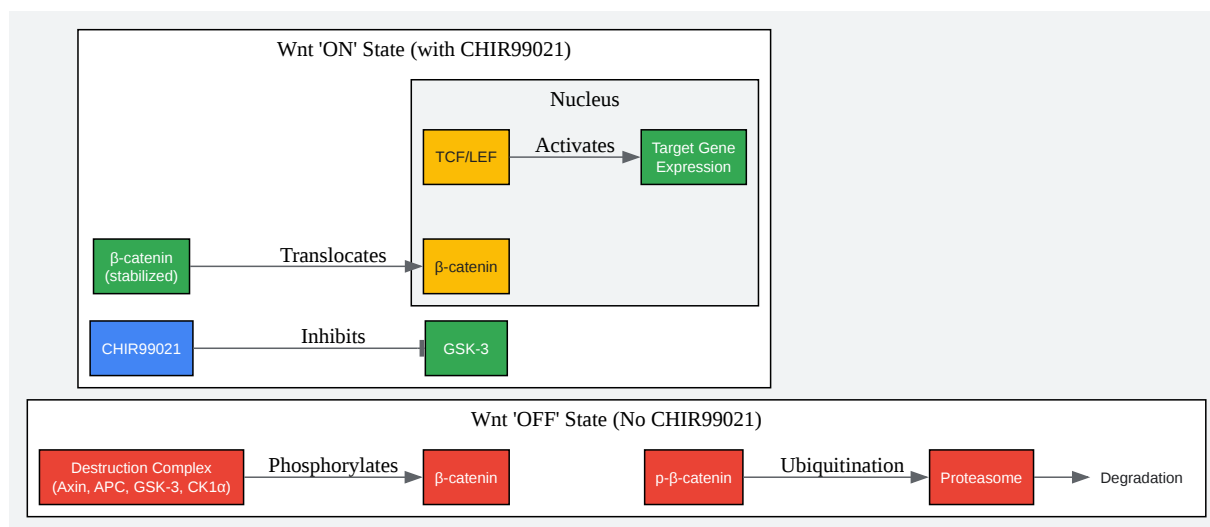 Wnt 'ON' State (with CHIR99021)
Nucleus
TCF/LEF
Activates
Target Gene
Expression
β-catenin
(stabilized)
Translocates
β-catenin
CHIR99021
Inhibits
GSK-3
Wnt 'OFF' State (No CHIR99021)
Destruction Complex
(Axin, APC, GSK-3, CK1α)
Phosphorylates
β-catenin
p-β-catenin
Ubiquitination
Proteasome
Degradation